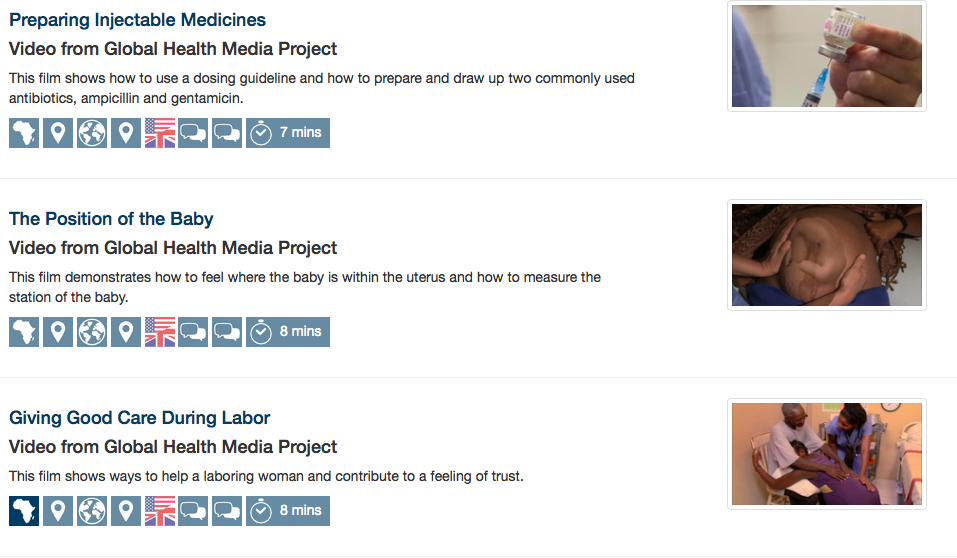 Preparing Injectable Medicines
Video from Global Health Media Project
This film shows how to use a dosing guideline and how to prepare and draw up two commonly used
antibiotics, ampicillin and gentamicin.
7 mins
The Position of the Baby
Video from Global Health Media Project
This film demonstrates how to feel where the baby is within the uterus and how to measure the
station of the baby.
8 mins
Giving Good Care During Labor
Video from Global Health Media Project
This film shows ways to help a laboring woman and contribute to a feeling of trust.
8 mins